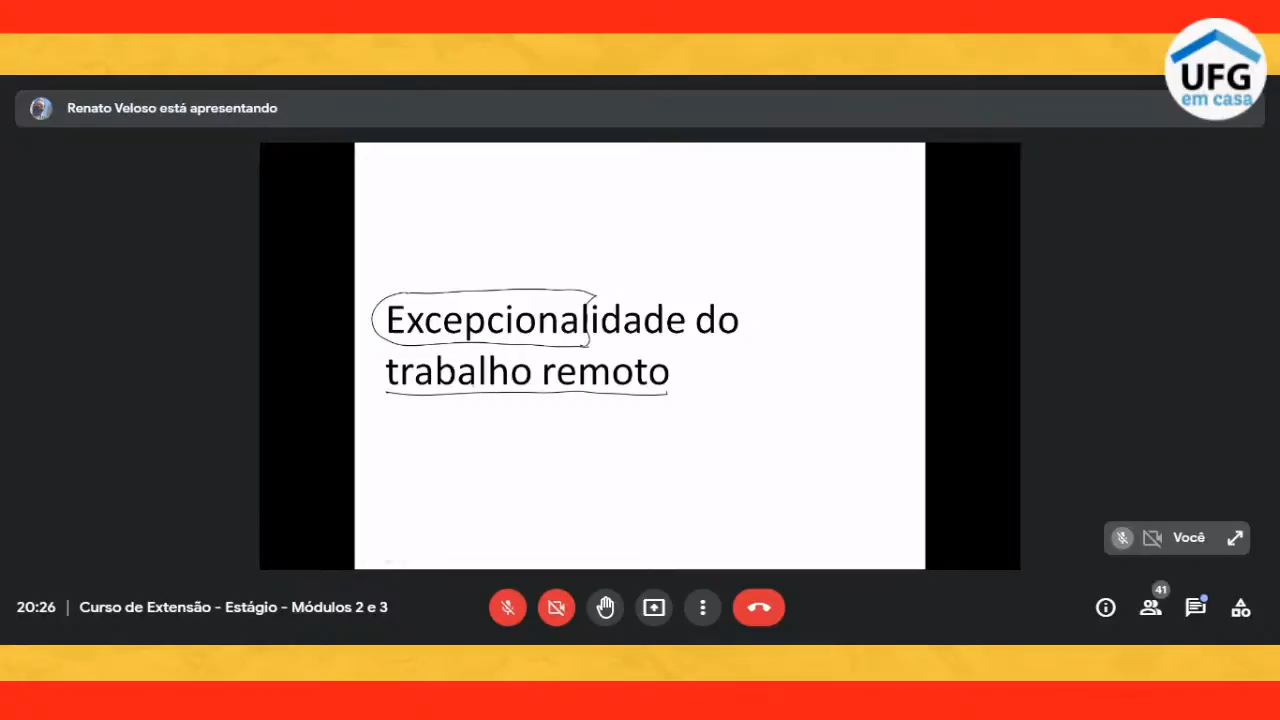 UFG
em casa
Renato Veloso está apresentando
Excepcionalidade do
trabalho remoto
Você
20:26 | Curso de Extensão - Estágio - Módulos 2 e 3
41